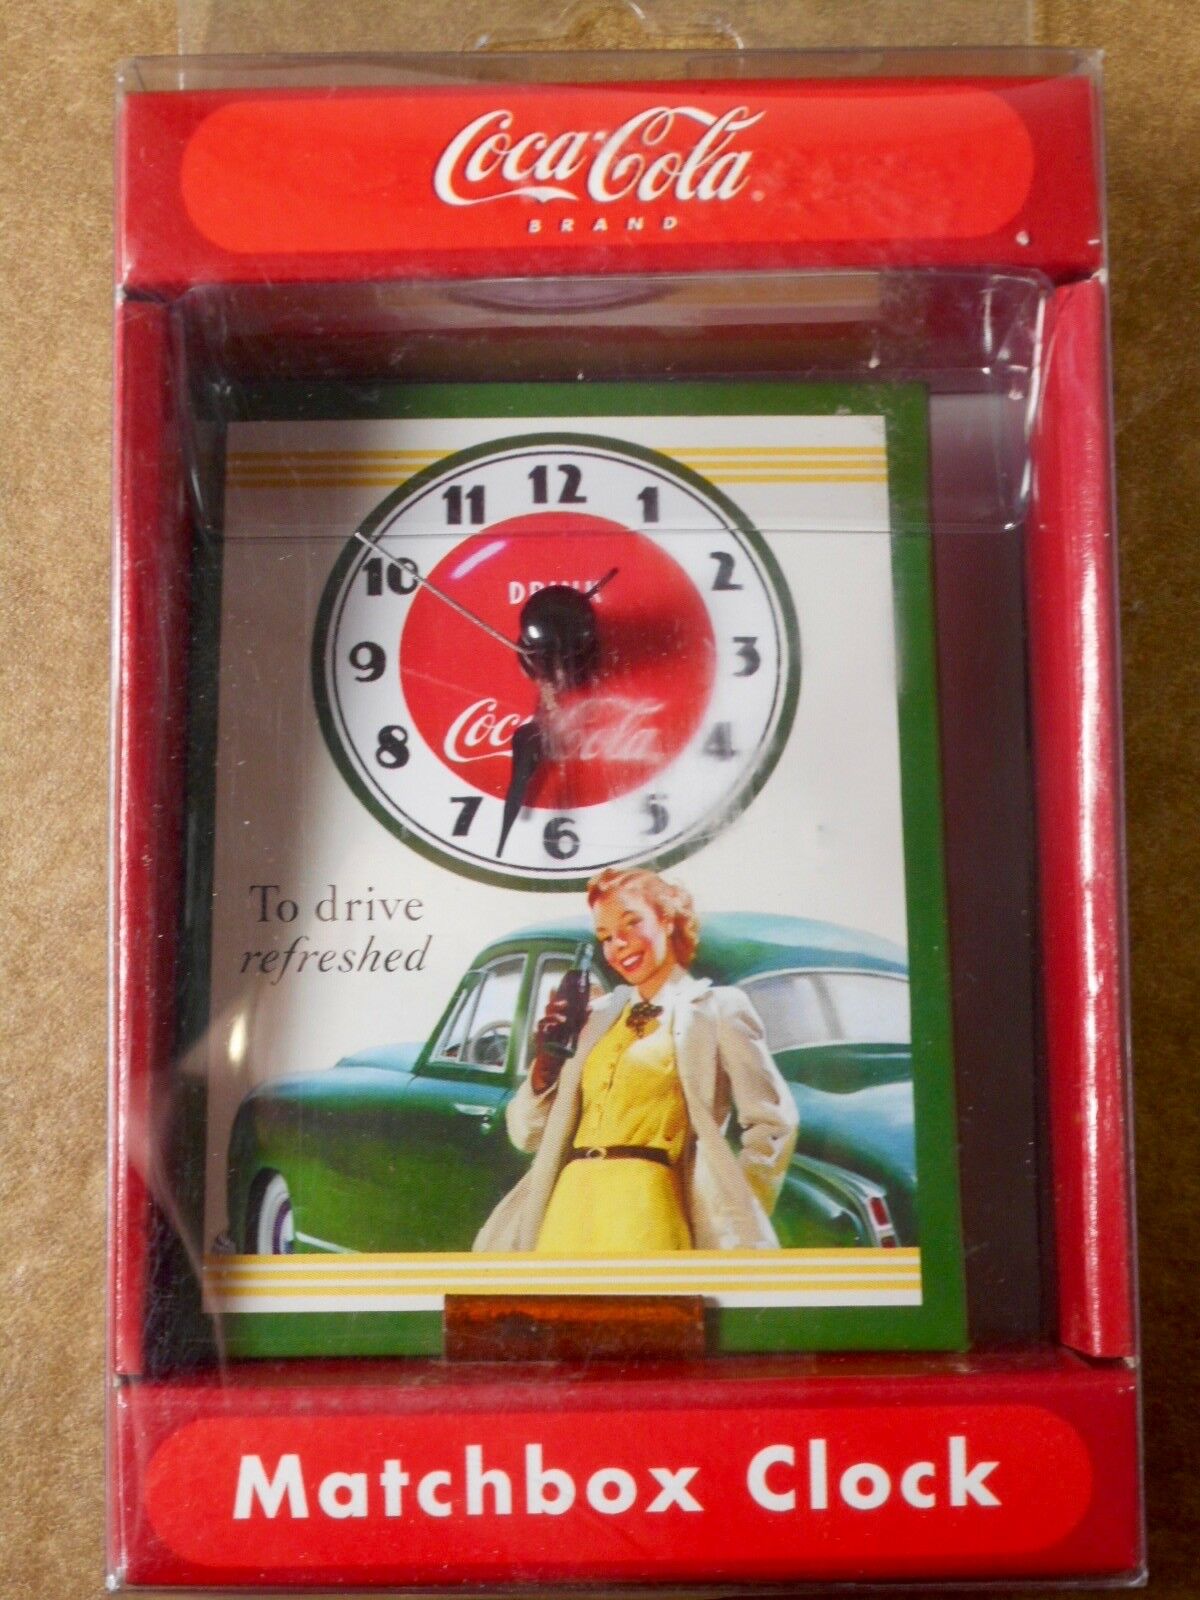 Coca-Cola
BRAND
12
11 1
10 2
DRINK
9 3
Coca-Cola
8 4
7 5
6
To drive
refreshed
Matchbox Clock